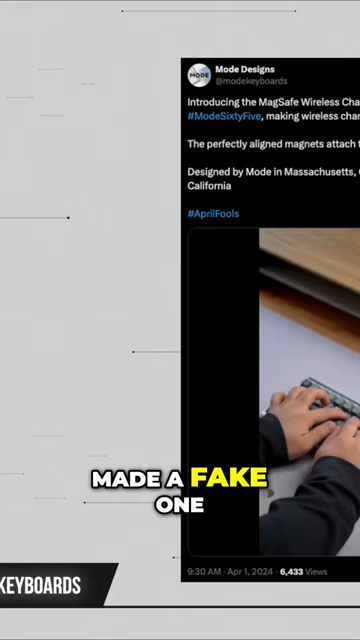 MODE
Mode Designs
@modekeyboards
Introducing the MagSafe Wireless Cha
#ModeSixtyFive, making wireless char
The perfectly aligned magnets attach t
Designed by Mode in Massachusetts,
California
#AprilFools
MADE A FAKE
ONE
9:30 AM · Apr 1, 2024 · 6,433 Views
KEYBOARDS